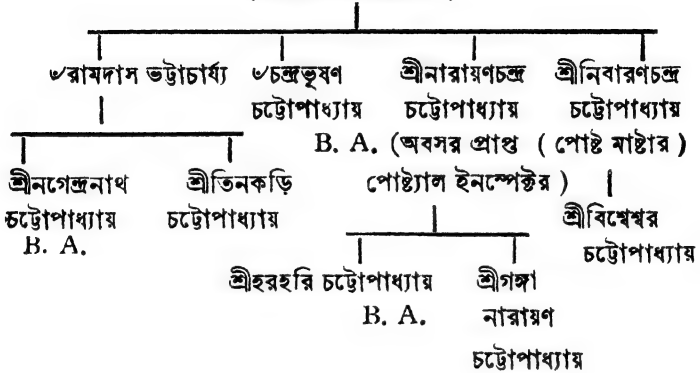 ৺রামদাস ভট্টাচার্য্য ৺চন্দ্রভূষণ শ্রীনারায়ণচন্দ্র শ্রীনিবারণচন্দ্র
চট্টোপাধ্যায় চট্টোপাধ্যায় চট্টোপাধ্যায়
B. A. (অবসর প্রাপ্ত ( পোষ্ট মাষ্টার )
শ্রীনগেন্দ্রনাথ শ্রীতিনকড়ি পোষ্ট্যাল ইনস্পেক্টর )
চট্টোপাধ্যায় চট্টোপাধ্যায় শ্রীবিশ্বেশ্বর
B. A. চট্টোপাধ্যায়
শ্রীহরহরি চট্টোপাধ্যায় শ্রীগঙ্গা
B. A. নারায়ণ
চট্টোপাধ্যায়